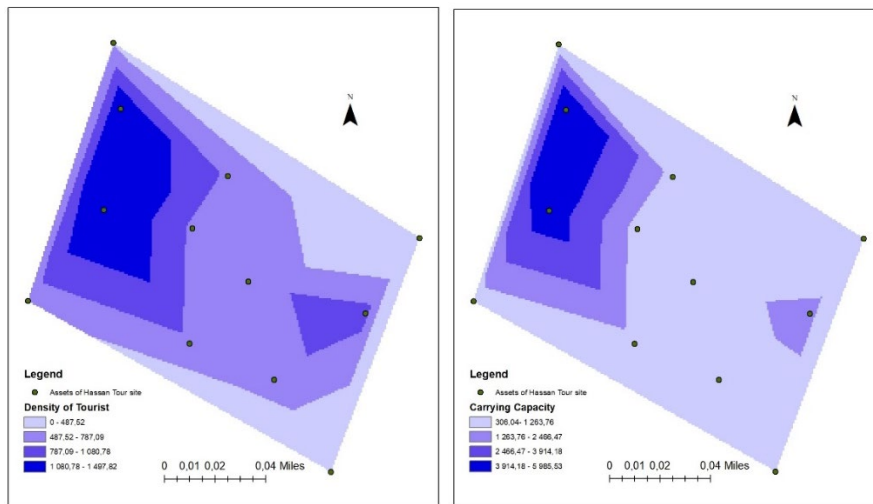 N
Legend
Assets of Hassan Tour site
Density of Tourist
0 - 487,52
487,52 - 787,09
787,09 - 1 080,78
1 080,78 - 1 497,82
0 0,01 0,02 0,04 Miles
N
Legend
Assets of Hassan Tour site
Carrying Capacity
306,04- 1 263,76
1 263,76 - 2 466,47
2 466,47 - 3 914,18
3 914,18 - 5 985,53
0 0,01 0,02 0,04 Miles